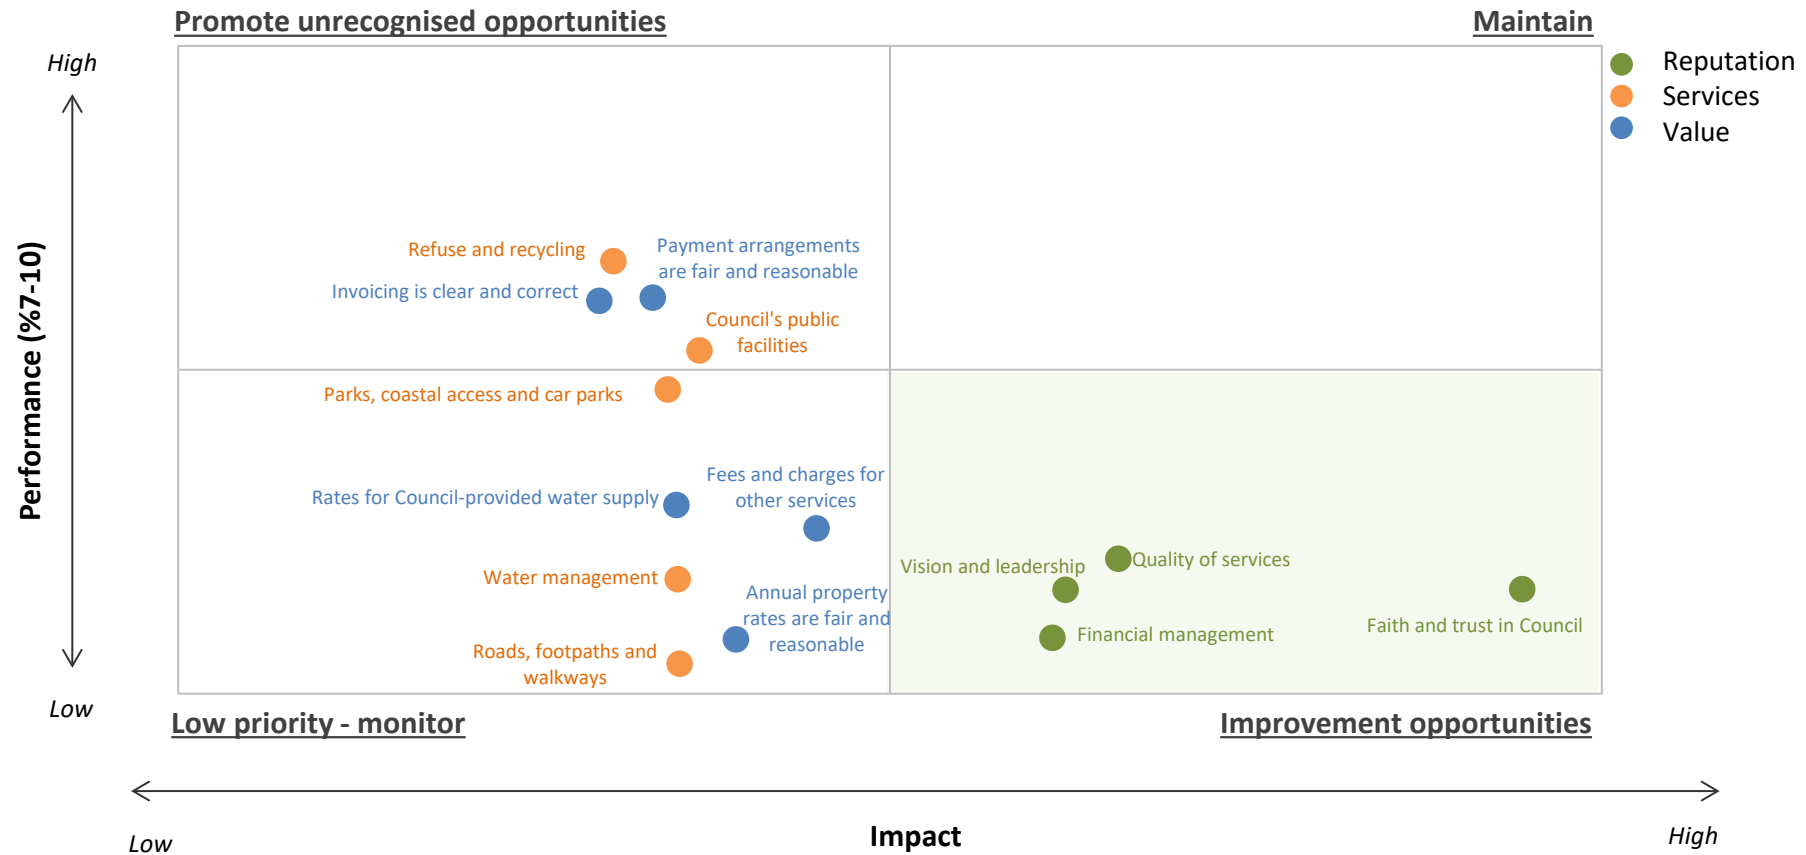 Promote unrecognised opportunities
Maintain
High
Reputation
Services
Value
Performance (%7-10)
Refuse and recycling
Payment arrangements
are fair and reasonable
Invoicing is clear and correct
Council's public
facilities
Parks, coastal access and car parks
Fees and charges for
other services
Rates for Council-provided water supply
Quality of services
Vision and leadership
Water management
Annual property
rates are fair and
reasonable
Financial management
Faith and trust in Council
Roads, footpaths and
walkways
Low
Low priority - monitor
Improvement opportunities
Low
Impact
High